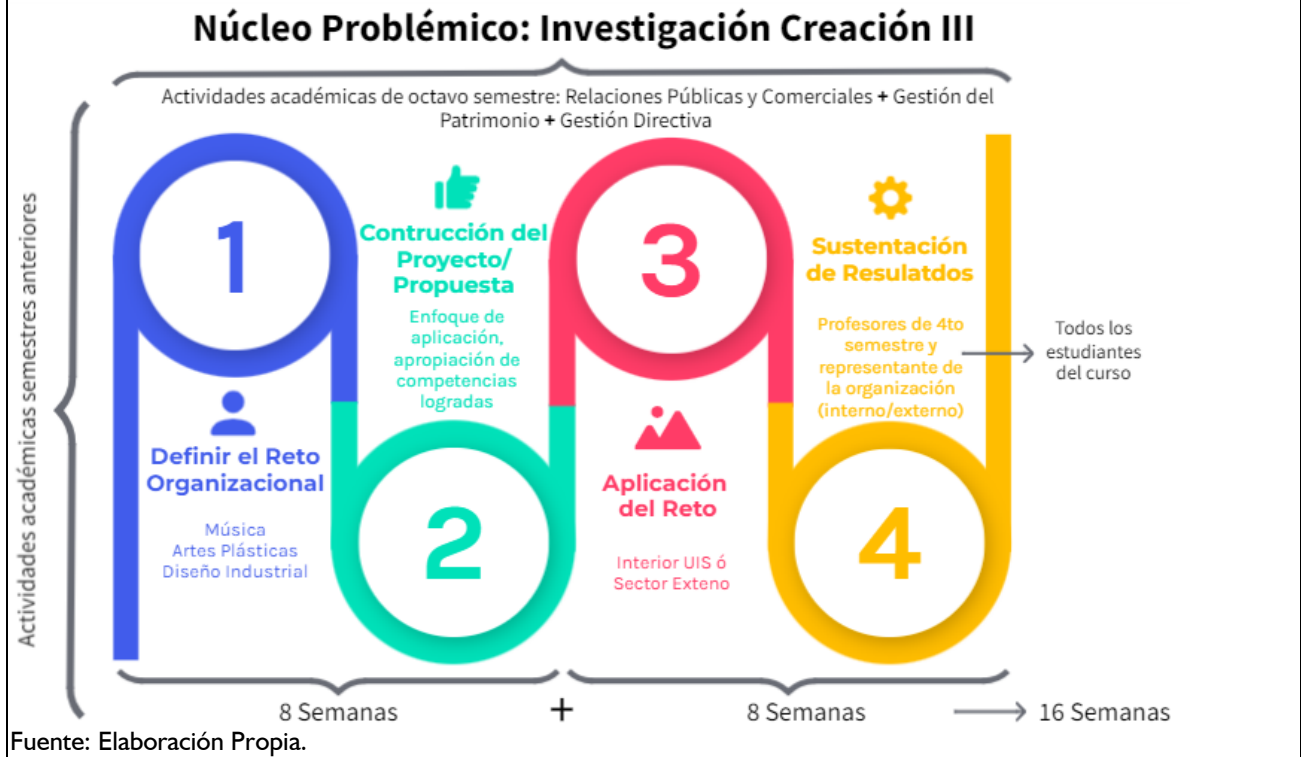 Núcleo Problémico: Investigación Creación III
Actividades académicas de octavo semestre: Relaciones Públicas y Comerciales + Gestión del
Patrimonio + Gestión Directiva
Actividades académicas semestres anteriores
1
Definir el Reto
Organizacional
Música
Artes Plásticas
Diseño Industrial
Contrucción del
Proyecto/
Propuesta
Enfoque de
aplicación,
apropiación de
competencias
logradas
2
3
Aplicación
del Reto
Interior UIS ó
Sector Exteno
Sustentación
de Resulatdos
Profesores de 4to
semestre y
representante de
la organización
(interno/externo)
4
Todos los
estudiantes
del curso
8 Semanas
+
8 Semanas
16 Semanas
Fuente: Elaboración Propia.